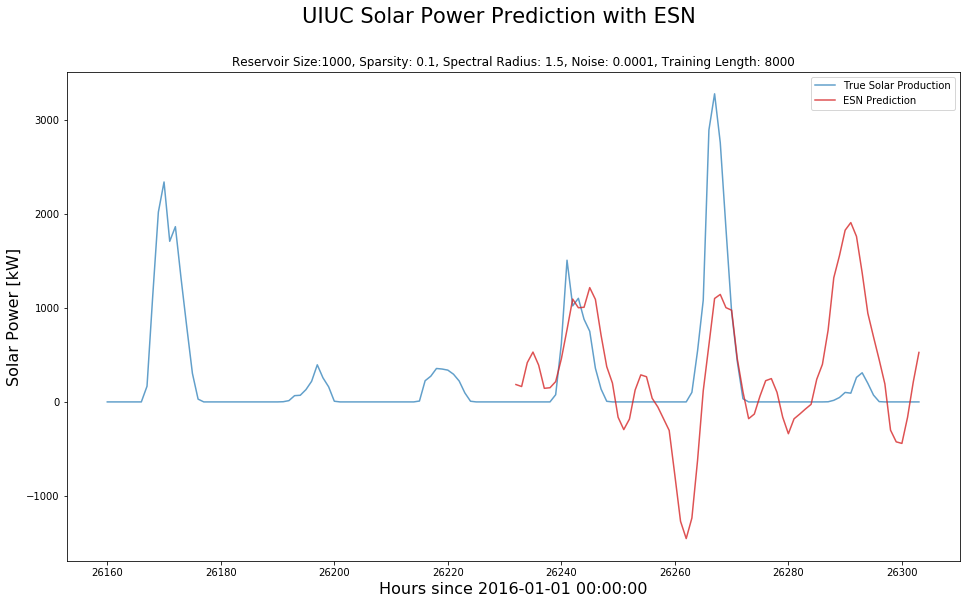 UIUC Solar Power Prediction with ESN
Reservoir Size:1000, Sparsity: 0.1, Spectral Radius: 1.5, Noise: 0.0001, Training Length: 8000
True Solar Production
ESN Prediction
Solar Power [kW]
3000
2000
1000
0
−1000
26160 26180 26200 26220 26240 26260 26280 26300
Hours since 2016-01-01 00:00:00